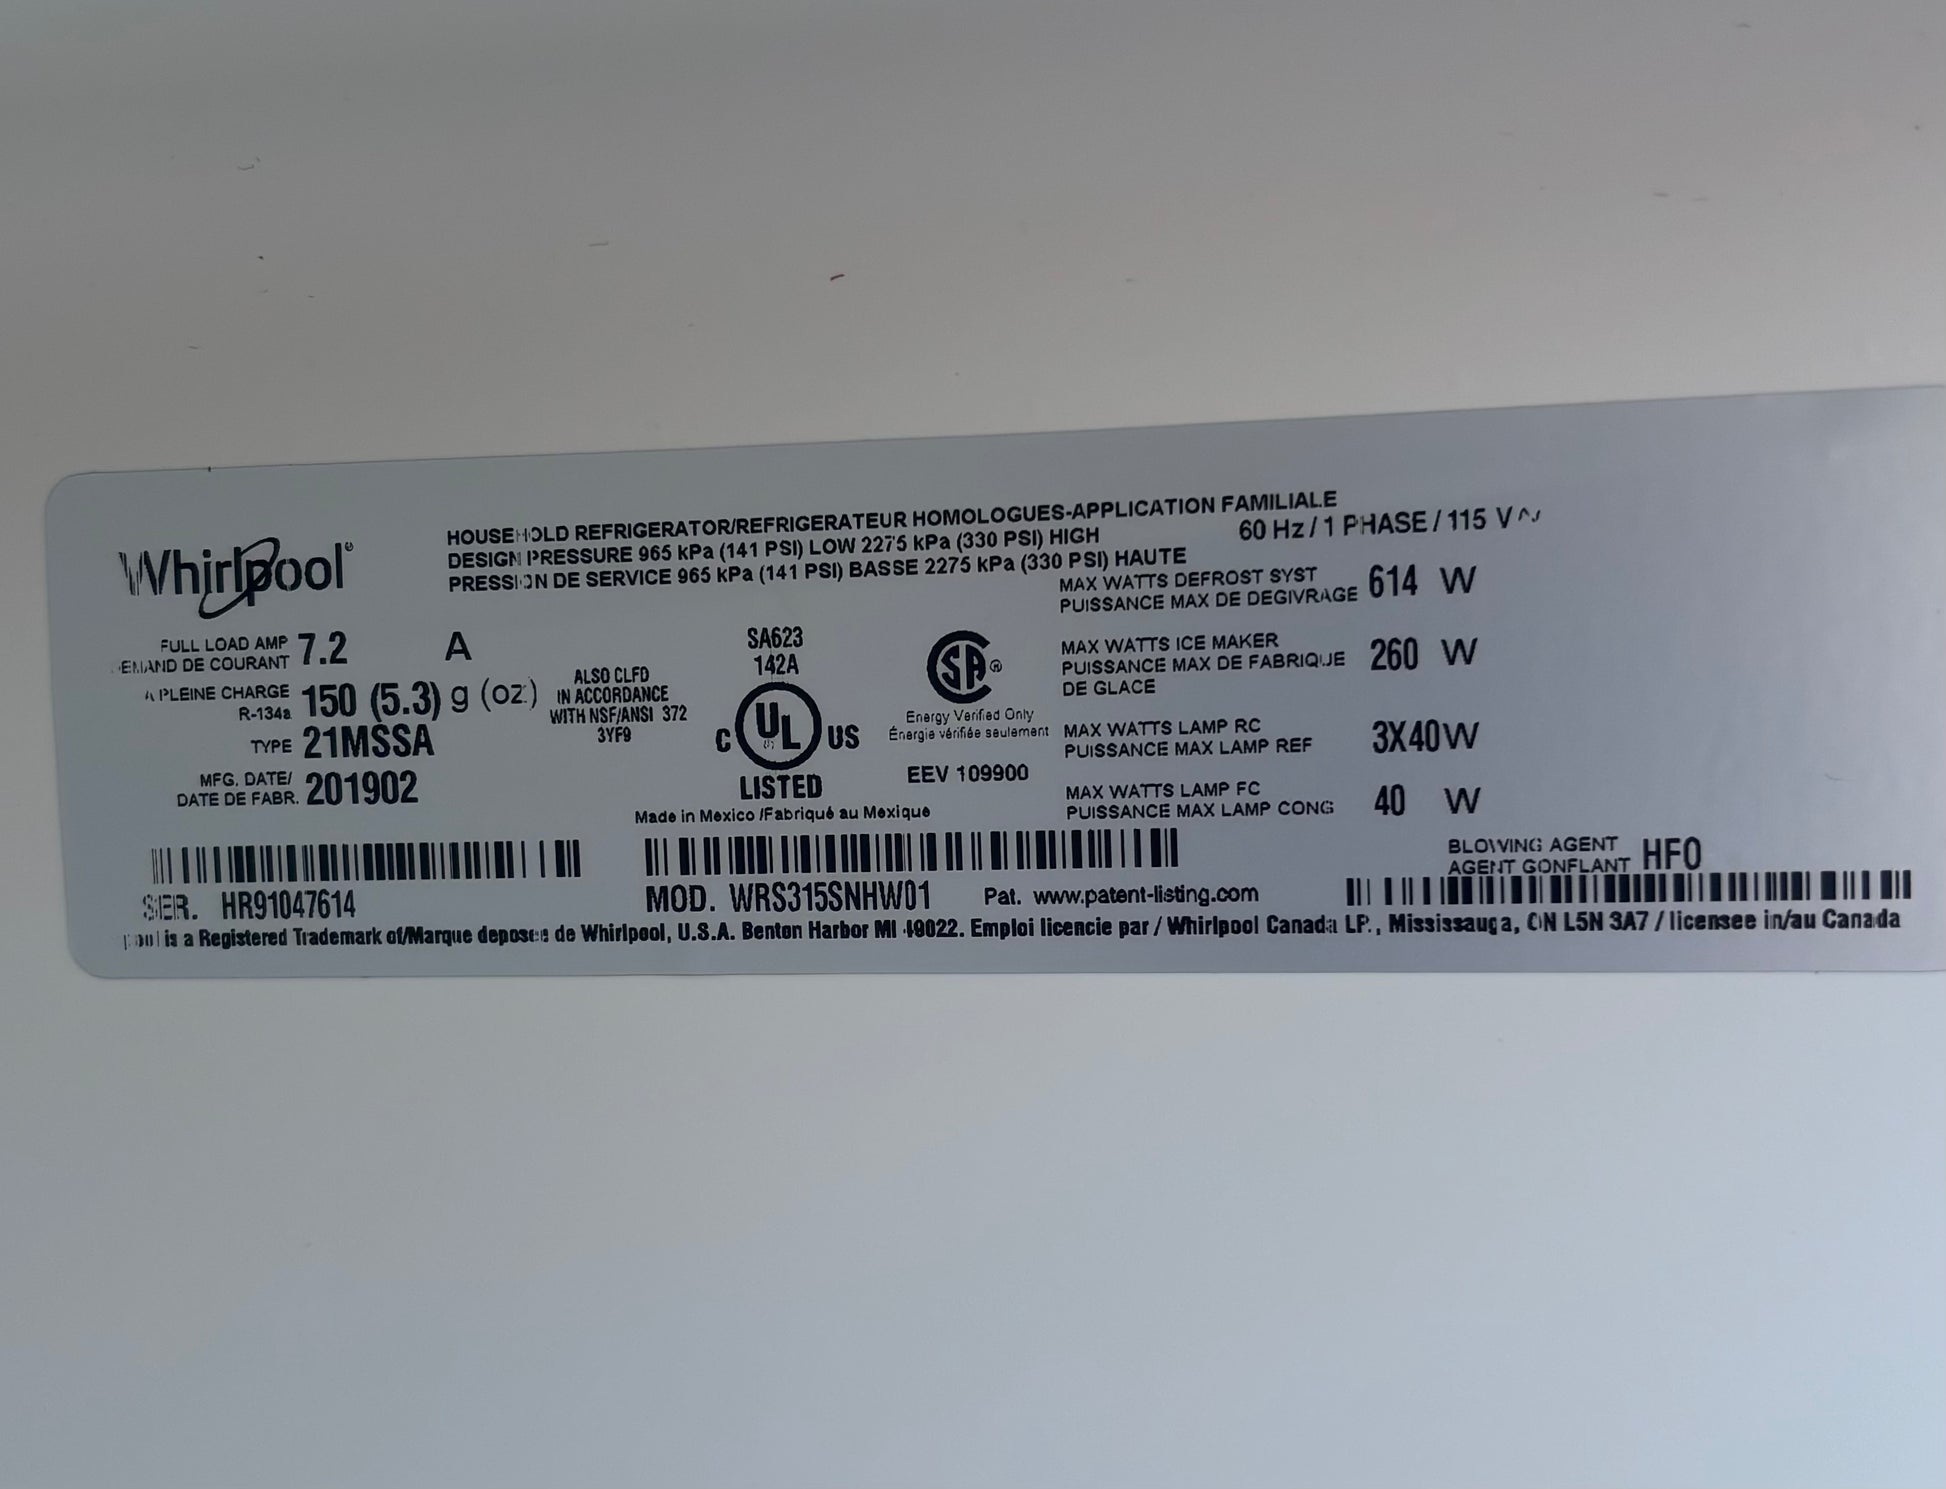 Whirlpool®
HOUSEHOLD REFRIGERATOR/REFRIGERATEUR HOMOLOGUES-APPLICATION FAMILIALE
DESIGN PRESSURE 965 kPa (141 PSI) LOW 2275 kPa (330 PSI) HIGH
60 Hz / 1 PHASE / 115 V
PRESSION DE SERVICE 965 kPa (141 PSI) BASSE 2275 kPa (330 PSI) HAUTE
FULL LOAD AMP 7.2 A
DE COURANT
A PLEINE CHARGE
R-134a 150 (5.3) g (oz.)
TYPE 21MSSA
MFG. DATE/
DATE DE FABR. 201902
ALSO CLFD
IN ACCORDANCE
WITH NSF/ANSI 372
3YF9
SA623
142A
C UL US
LISTED
SA®
Energy Verified Only
Énergie vérifiée seulement
EEV 109900
Made in Mexico /Fabriqué au Mexique
MAX WATTS DEFROST SYST
PUISSANCE MAX DE DEGIVRAGE 614 W
MAX WATTS ICE MAKER
PUISSANCE MAX DE FABRIQUE 260 W
DE GLACE
MAX WATTS LAMP RC
PUISSANCE MAX LAMP REF 3X40W
MAX WATTS LAMP FC
PUISSANCE MAX LAMP CONG 40 W
BLOWING AGENT
AGENT GONFLANT HFO
SER. HR91047614
MOD. WRS315SNHW01
Pat. www.patent-listing.com
is a Registered Trademark of/Marque deposee de Whirlpool, U.S.A. Benton Harbor MI 49022. Emploi licencie par / Whirlpool Canada LP., Mississauga, ON L5N 3A7 / licensee in/au Canada